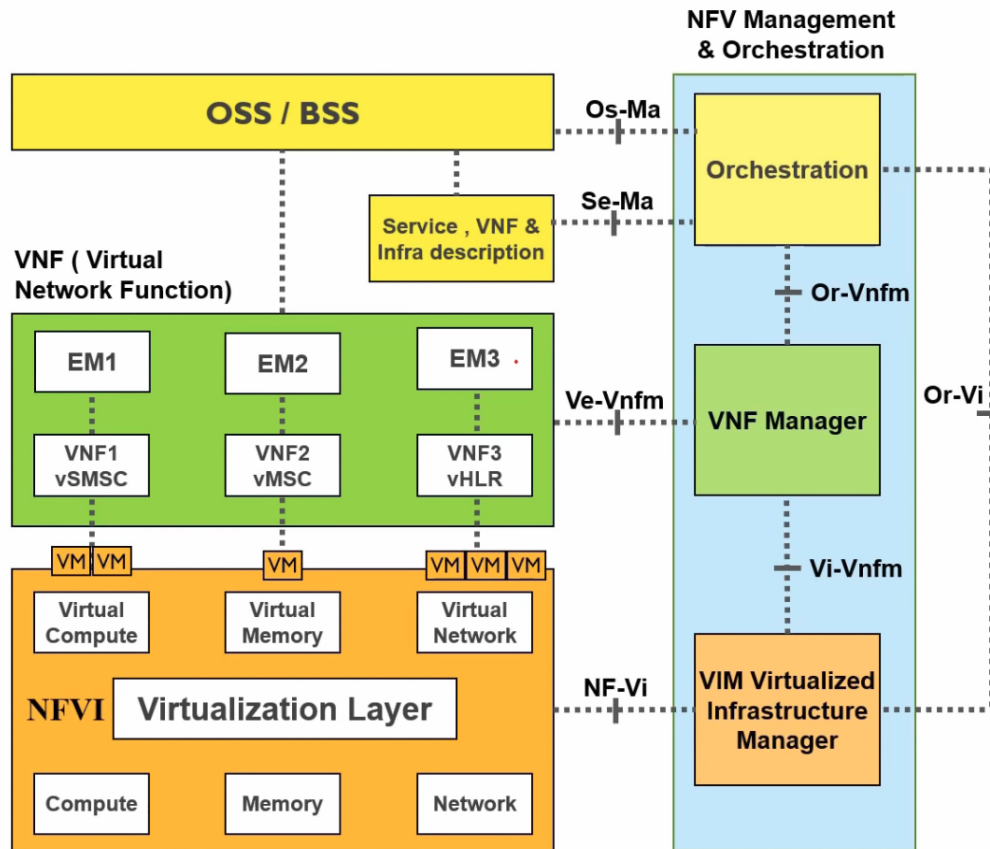 NFV Management
& Orchestration
OSS / BSS
Os-Ma
Orchestration
Service , VNF &
Infra description
Se-Ma
VNF ( Virtual
Network Function)
Or-Vnfm
EM1
EM2
EM3
Ve-Vnfm
VNF Manager
Or-Vi
VNF1
vSMSC
VNF2
vMSC
VNF3
vHLR
VM VM
VM
VM VM VM
Vi-Vnfm
Virtual
Compute
Virtual
Memory
Virtual
Network
NFVI
Virtualization Layer
NF-Vi
VIM Virtualized
Infrastructure
Manager
Compute
Memory
Network